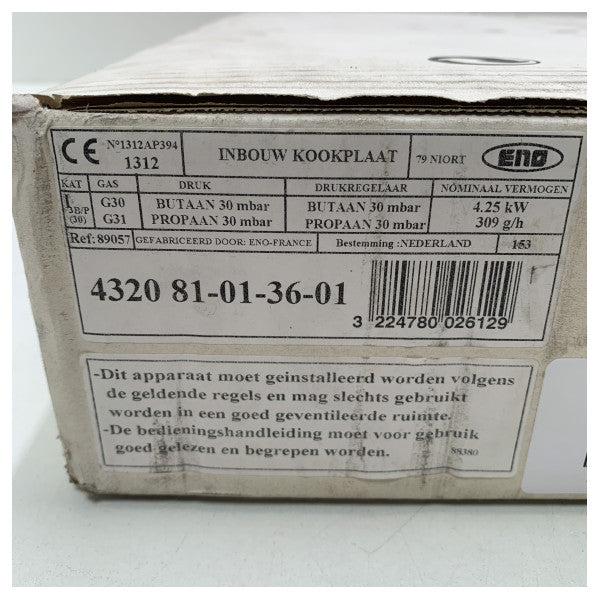 CE N°1312AP394 1312 INBOUW KOOKPLAAT 79 NIORT ENO
KAT GAS DRUK DRUKREGELAAR NOMINAAL VERMOGEN
I 3B/P (30) G30 BUTAAN 30 mbar BUTAAN 30 mbar 4.25 kW
G31 PROPAAN 30 mbar PROPAAN 30 mbar 309 g/h
Ref: 89057 GEFABRICEERD DOOR: ENO-FRANCE Bestemming :NEDERLAND 153
4320 81-01-36-01
3 224780 026129
-Dit apparaat moet geinstalleerd worden volgens
de geldende regels en mag slechts gebruikt
worden in een goed geventileerde ruimte.
-De bedieningshandleiding moet voor gebruik
goed gelezen en begrepen worden. 88380